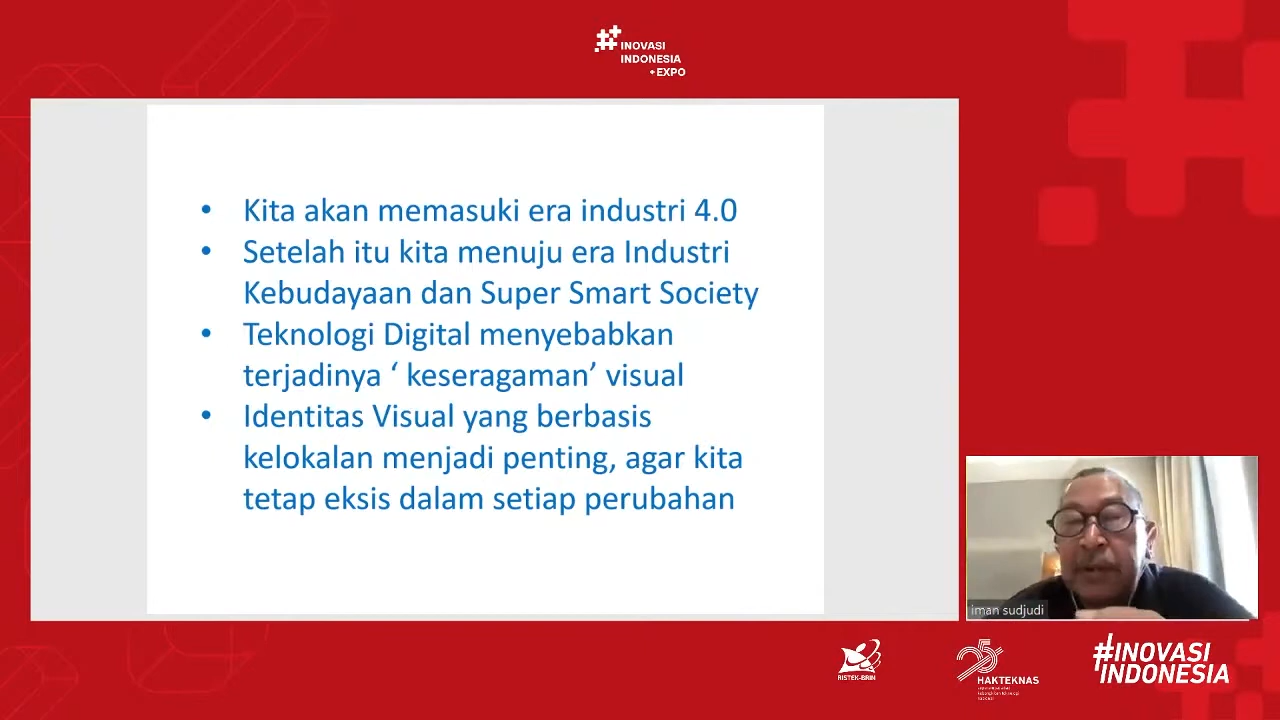 INOVASI
INDONESIA
+EXPO
• Kita akan memasuki era industri 4.0
• Setelah itu kita menuju era Industri
Kebudayaan dan Super Smart Society
• Teknologi Digital menyebabkan
terjadinya ‘ keseragaman’ visual
• Identitas Visual yang berbasis
kelokalan menjadi penting, agar kita
tetap eksis dalam setiap perubahan
iman sudjudi
RISTEK-BRIN
25
HAKTEKNAS
#INOVASI
INDONESIA